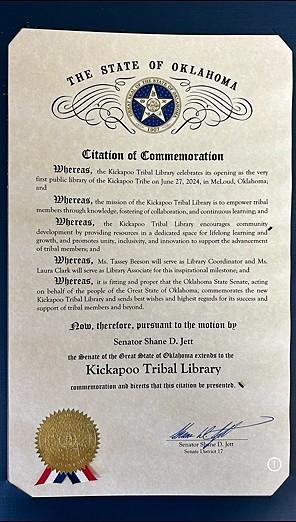 THE STATE OF OKLAHOMA
GREAT SEAL OF THE STATE OF OKLAHOMA
1907
Citation of Commemoration
Whereas, the Kickapoo Tribal Library celebrates its opening as the very
first public library of the Kickapoo Tribe on June 27, 2024, in McLoud, Oklahoma;
and
Whereas, the mission of the Kickapoo Tribal Library is to empower tribal
members through knowledge, fostering of collaboration, and continuous learning; and
Whereas, the Kickapoo Tribal Library encourages community
development by providing resources in a dedicated space for lifelong learning and
growth, and promotes unity, inclusivity, and innovation to support the advancement
of tribal members; and
Whereas, Ms. Tassey Beeson will serve as Library Coordinator and Ms.
Laura Clark will serve as Library Associate for this inspirational milestone; and
Whereas, it is fitting and proper that the Oklahoma State Senate, acting
on behalf of the people of the Great State of Oklahoma, commemorates the new
Kickapoo Tribal Library and sends best wishes and highest regards for its success and
support of tribal members and beyond.
Now, therefore, pursuant to the motion by
Senator Shane D. Jett
the Senate of the Great State of Oklahoma extends to the
Kickapoo Tribal Library
commemoration and directs that this citation be presented.
Shane D. Jett
Senator Shane D. Jett
Senate District 17